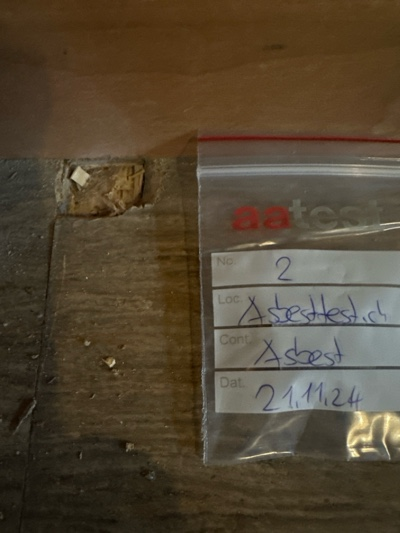 aatest
No. 2
Loc. Asbesttest.ch
Cont. Asbest
Dat. 21.11.24